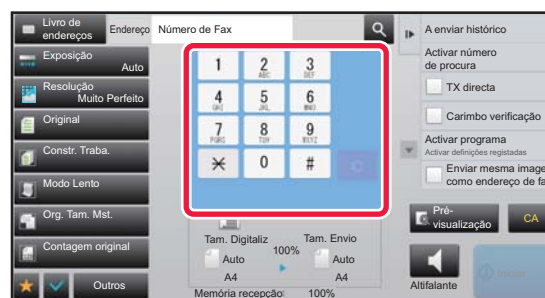 Livro de
endereços
Endereço
Número de Fax
Exposição
Auto
Resolução
Muito Perfeito
Original
Constr. Traba.
Modo Lento
Org. Tam. Mst.
Contagem original
Outros
1
2
ABC
3
DEF
4
GHI
5
JKL
6
MNO
7
PQRS
8
TUV
9
WXYZ
0
#
C
Tam. Digitaliz
100%
Tam. Envio
Auto
A4
Auto
A4
Memória recepção:
100%
A enviar histórico
Activar número
de procura
TX directa
Carimbo verificação
Activar programa
Activar definições registadas
Enviar mesma image
como endereço de fa
Pré-
visualização
CA
Altifalante
Iniciar